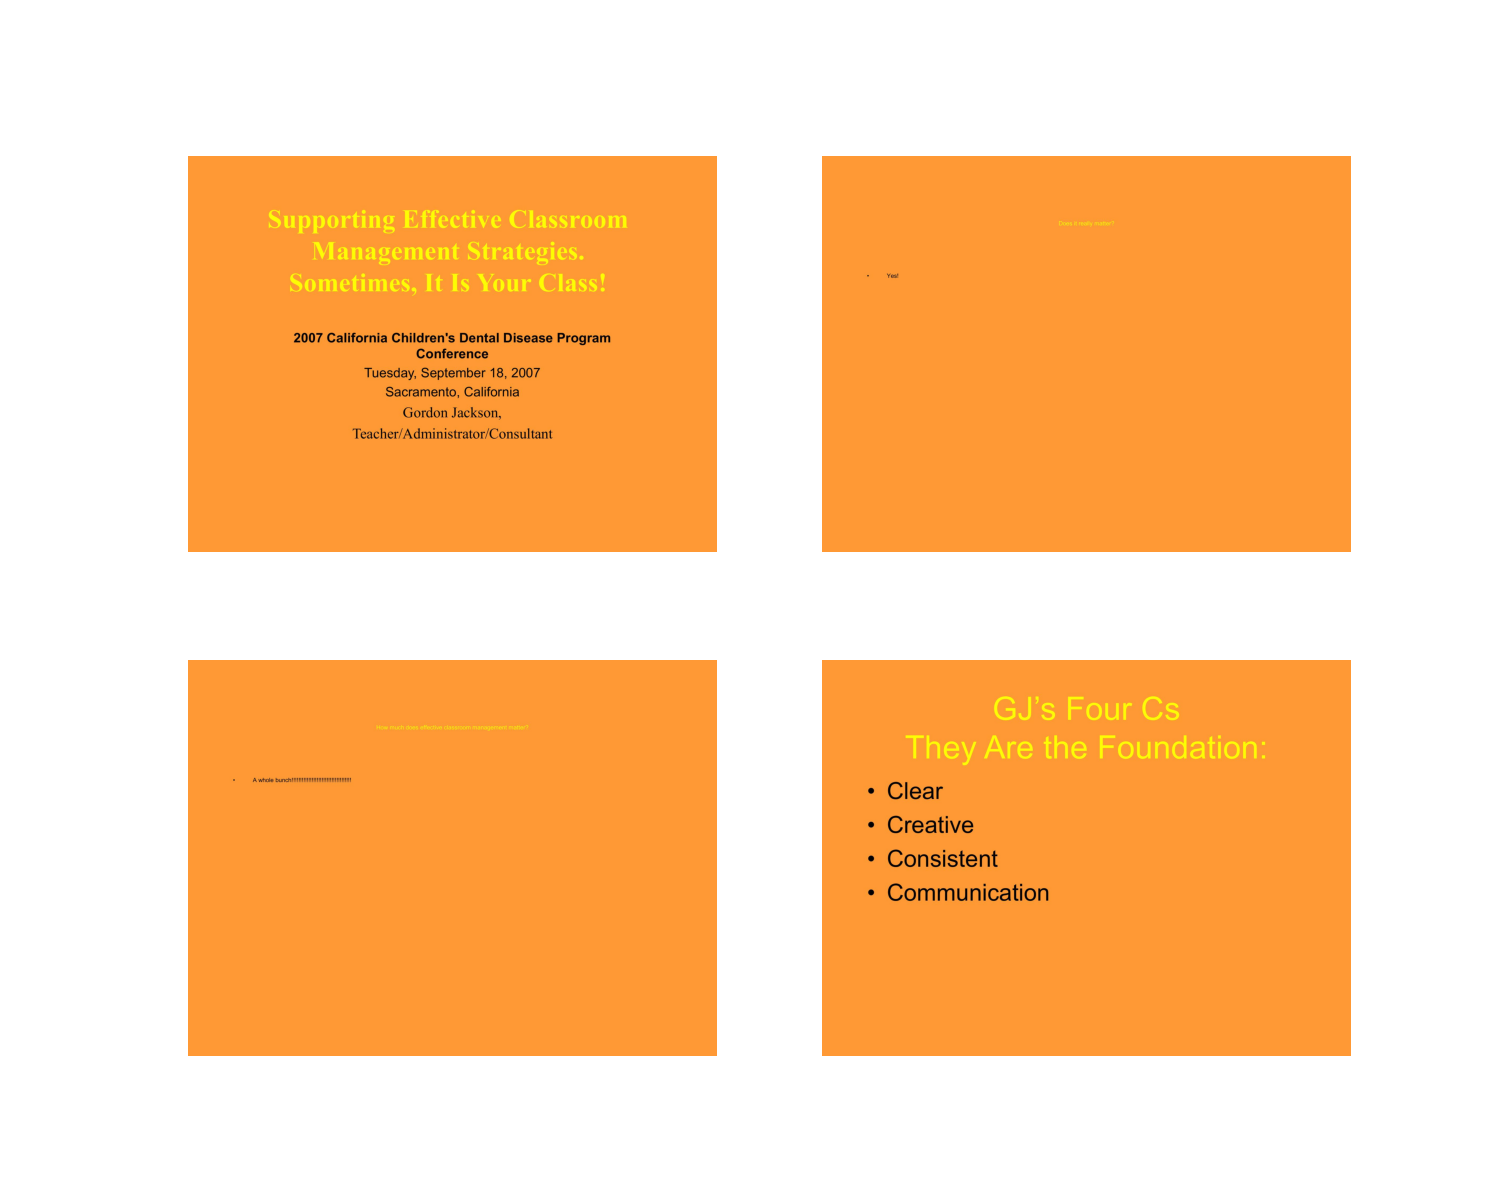 Supporting Effective Classroom
Management Strategies.
Sometimes, It Is Your Class!
2007 California Children's Dental Disease Program
Conference
Tuesday, September 18, 2007
Sacramento, California
Gordon Jackson,
Teacher/Administrator/Consultant
Does it really matter?
• Yes!
How much does effective classroom management matter?
• A whole bunch!!!!!!!!!!!!!!!!!!!!!!!!!!!!!!!!!!!
GJ’s Four Cs
They Are the Foundation:
• Clear
• Creative
• Consistent
• Communication